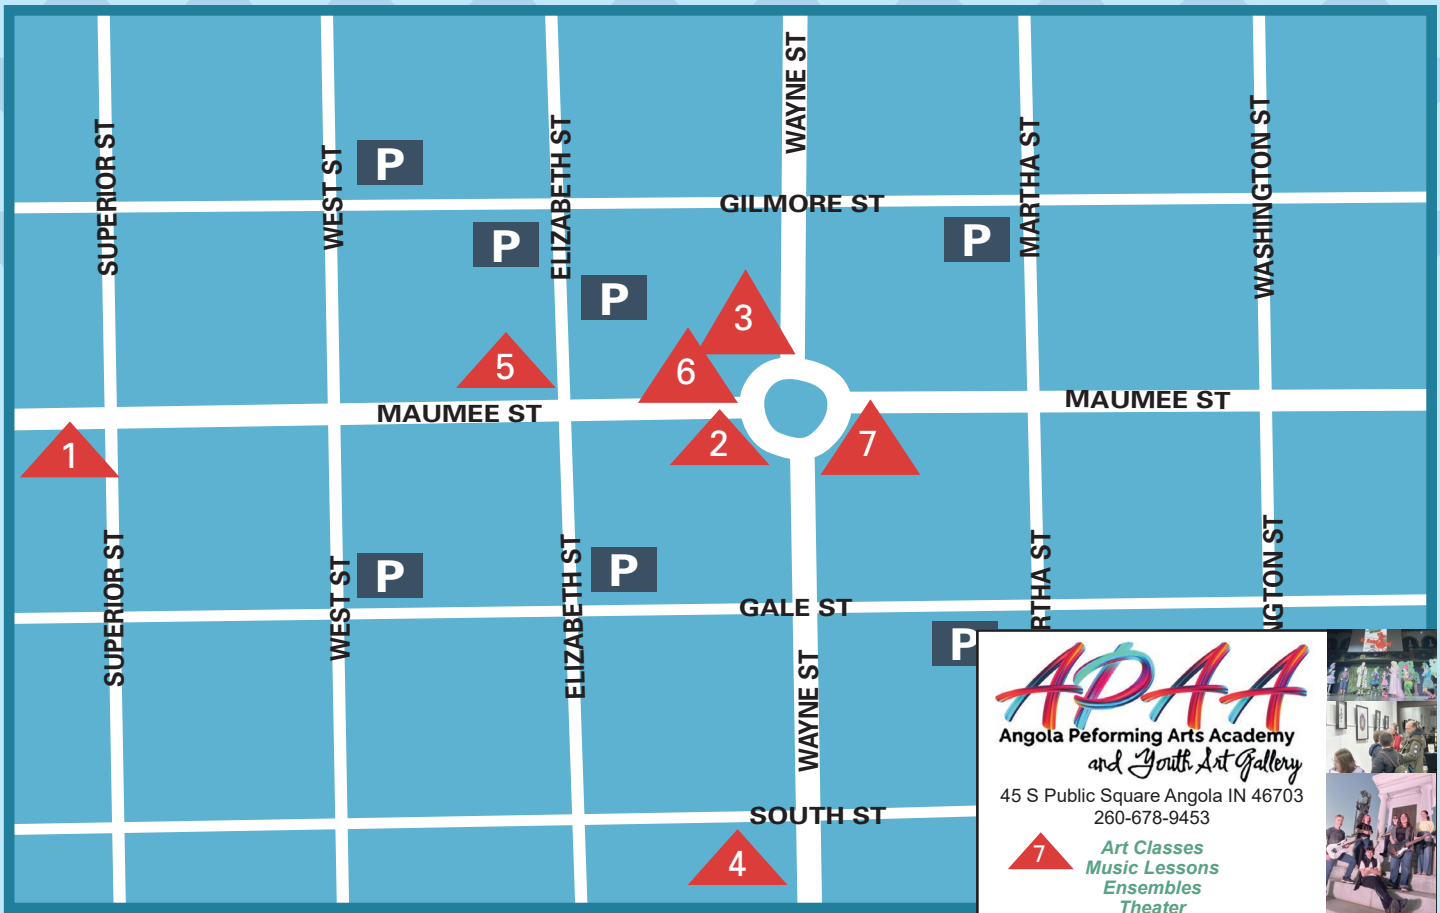 WAYNE ST
SUPERIOR ST
WEST ST
P
ELIZABETH ST
MARTHA ST
WASHINGTON ST
GILMORE ST
P
P
P
3
5
6
MAUMEE ST
MAUMEE ST
1
2
7
SUPERIOR ST
WEST ST
P
ELIZABETH ST
P
RTHA ST
NGTON ST
GALE ST
P
WAYNE ST
SOUTH ST
4
APAA
Angola Peforming Arts Academy
and Youth Art Gallery
45 S Public Square Angola IN 46703
260-678-9453
7
Art Classes
Music Lessons
Ensembles
Theater